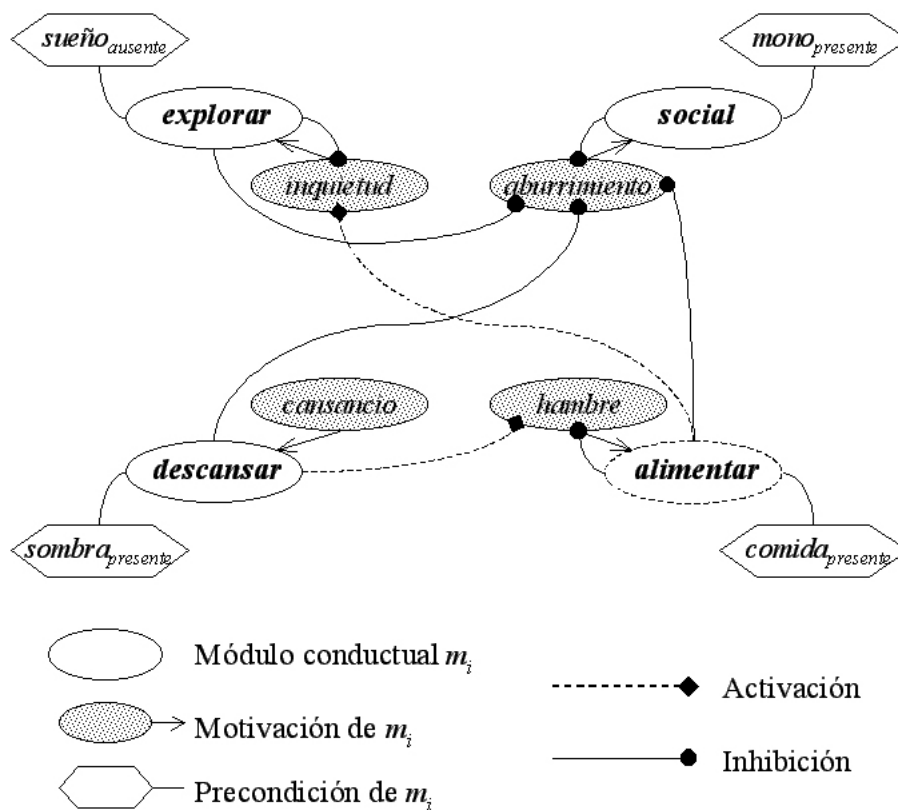 sueño ausente
mono presente
explorar
social
inquietud
aburrimiento
cansancio
hambre
descansar
alimentar
sombra presente
comida presente
Módulo conductual mi
Activación
Motivación de mi
Inhibición
Precondición de mi